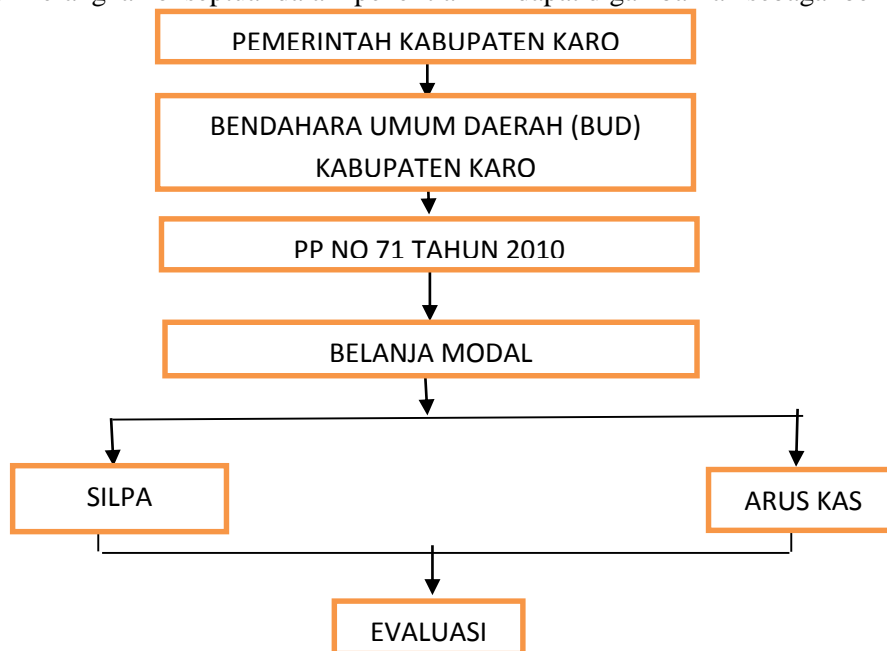 PEMERINTAH KABUPATEN KARO
BENDAHARA UMUM DAERAH (BUD)
KABUPATEN KARO
PP NO 71 TAHUN 2010
BELANJA MODAL
SILPA
ARUS KAS
EVALUASI